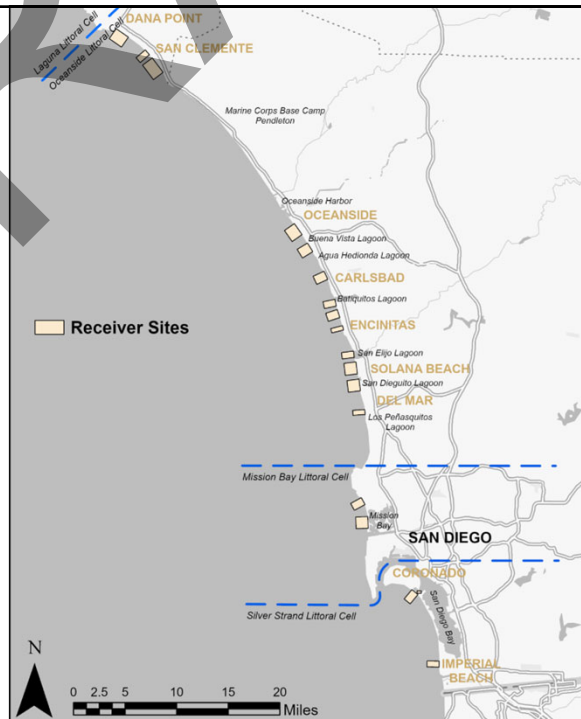 DANA POINT
Laguna Littoral Cell
Oceanside Littoral Cell
SAN CLEMENTE
Marine Corps Base Camp
Pendleton
Oceanside Harbor
OCEANSIDE
Buena Vista Lagoon
Agua Hedionda Lagoon
CARLSBAD
Batiquitos Lagoon
ENCINITAS
Receiver Sites
San Elijo Lagoon
SOLANA BEACH
San Dieguito Lagoon
DEL MAR
Los Peñasquitos
Lagoon
Mission Bay Littoral Cell
Mission
Bay
SAN DIEGO
CORONADO
San Diego Bay
Silver Strand Littoral Cell
IMPERIAL
BEACH
N
0 2.5 5 10 15 20
Miles